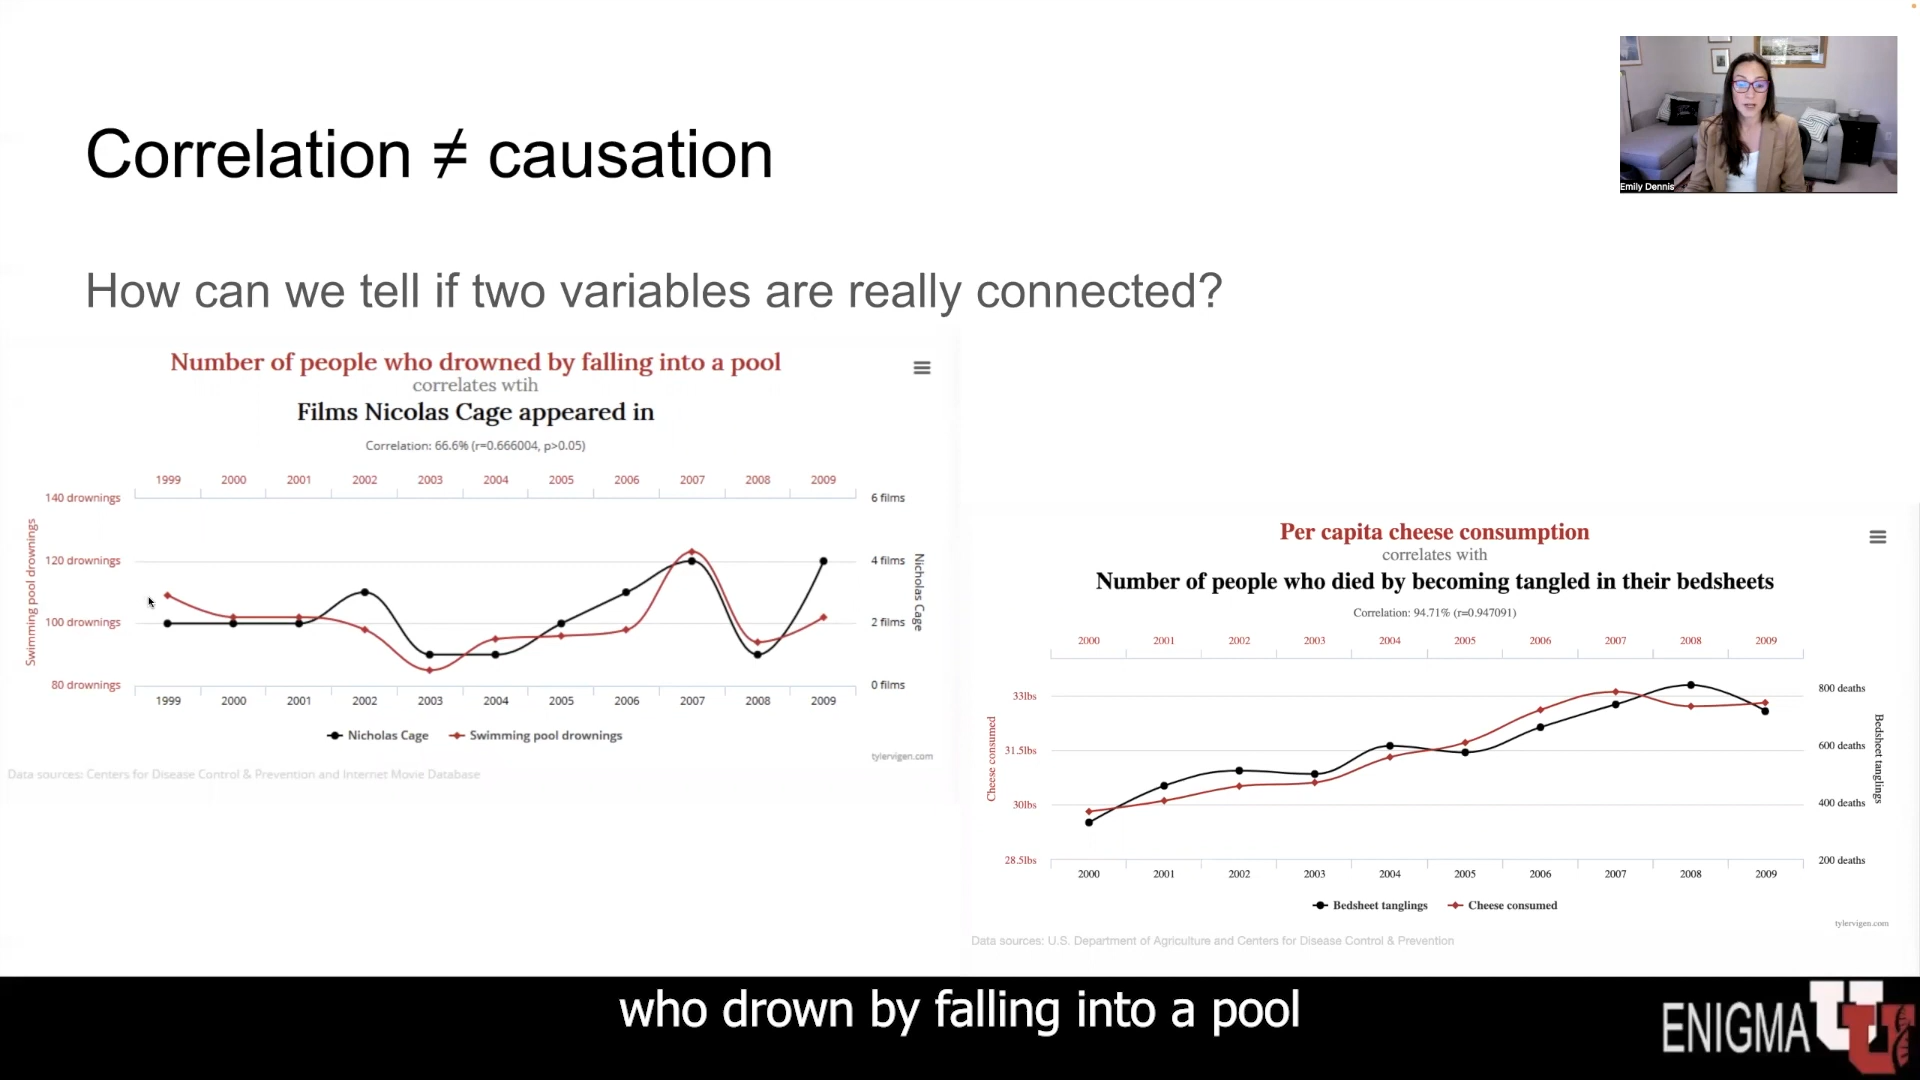 Correlation ≠ causation
Emily Dennis
How can we tell if two variables are really connected?
Number of people who drowned by falling into a pool
correlates wtih
Films Nicolas Cage appeared in
Correlation: 66.6% (r=0.666004, p>0.05)
1999 2000 2001 2002 2003 2004 2005 2006 2007 2008 2009
140 drownings 6 films
120 drownings 4 films
100 drownings 2 films
80 drownings 0 films
Swimming pool drownings
Nicholas Cage
1999 2000 2001 2002 2003 2004 2005 2006 2007 2008 2009
Nicholas Cage Swimming pool drownings
tylervigen.com
Data sources: Centers for Disease Control & Prevention and Internet Movie Database
Per capita cheese consumption
correlates with
Number of people who died by becoming tangled in their bedsheets
Correlation: 94.71% (r=0.947091)
2000 2001 2002 2003 2004 2005 2006 2007 2008 2009
33lbs 800 deaths
31.5lbs 600 deaths
30lbs 400 deaths
28.5lbs 200 deaths
Cheese consumed
Bedsheet tanglings
2000 2001 2002 2003 2004 2005 2006 2007 2008 2009
Bedsheet tanglings Cheese consumed
tylervigen.com
Data sources: U.S. Department of Agriculture and Centers for Disease Control & Prevention
who drown by falling into a pool
ENIGMA U